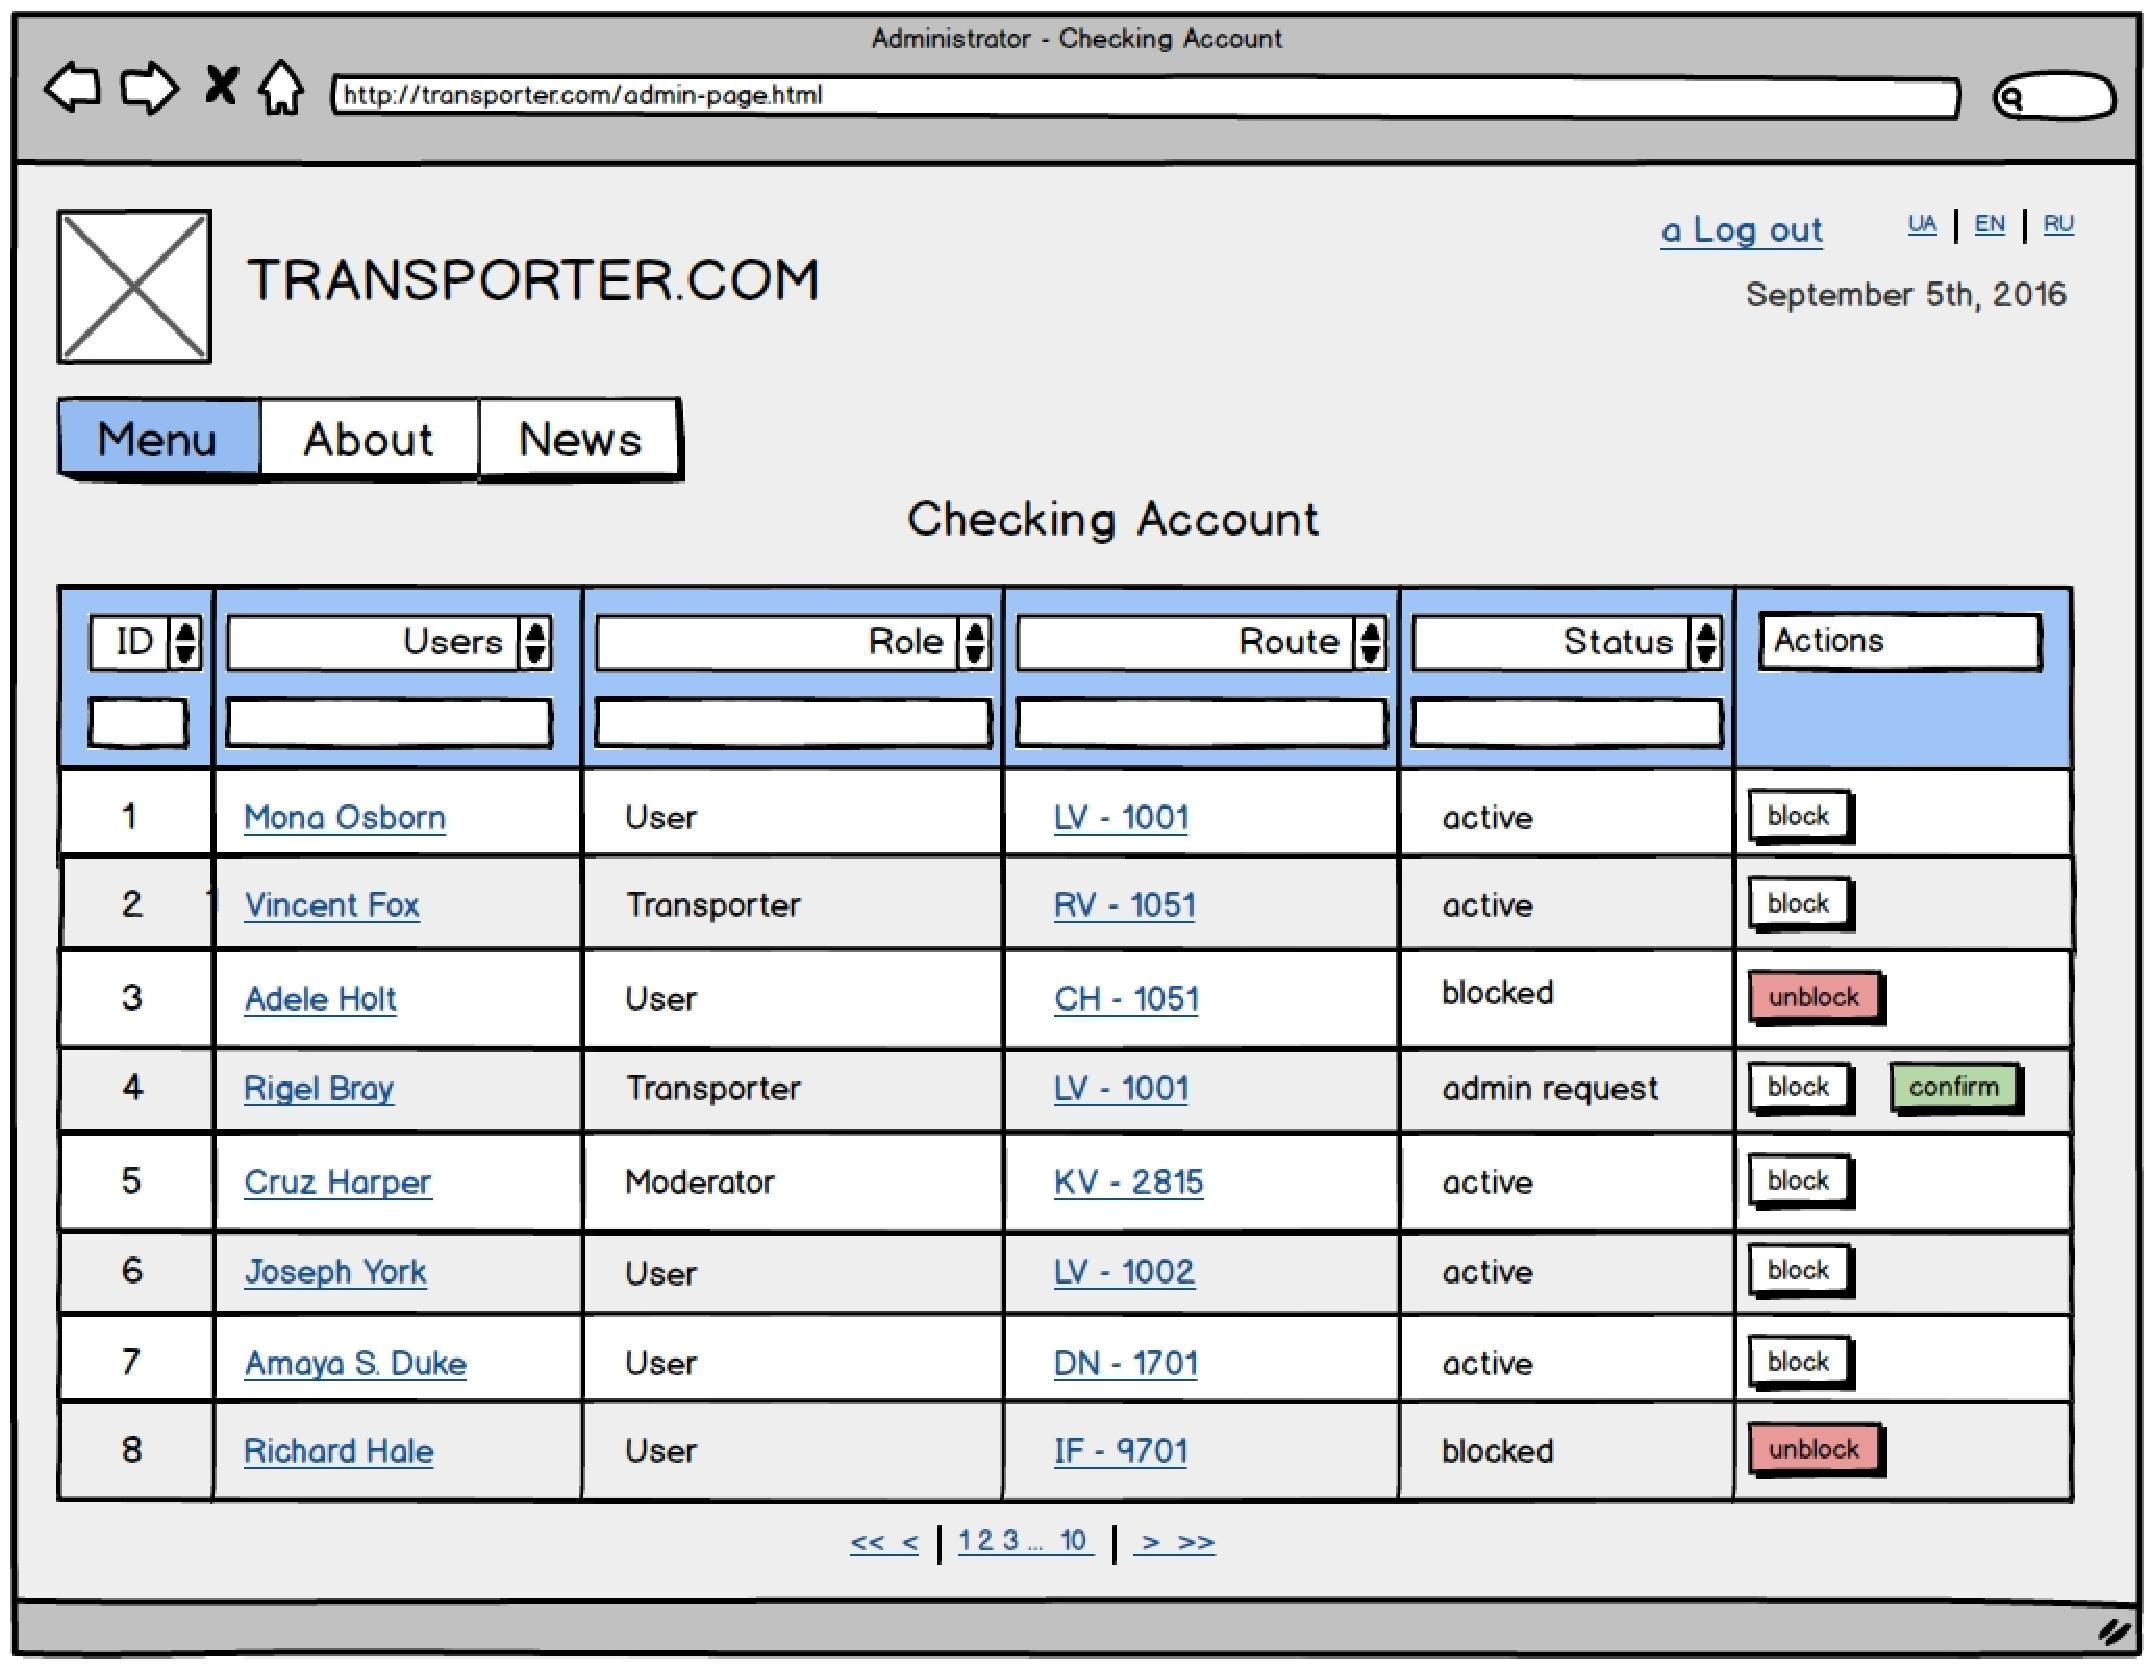 Administrator - Checking Account
http://transporter.com/admin-page.html
a Log out UA | EN | RU
TRANSPORTER.COM
September 5th, 2016
Menu About News
Checking Account
ID Users Role Route Status Actions
1 Mona Osborn User LV - 1001 active block
2 1 Vincent Fox Transporter RV - 1051 active block
3 Adele Holt User CH - 1051 blocked unblock
4 Rigel Bray Transporter LV - 1001 admin request block confirm
5 Cruz Harper Moderator KV - 2815 active block
6 Joseph York User LV - 1002 active block
7 Amaya S. Duke User DN - 1701 active block
8 Richard Hale User IF - 9701 blocked unblock
<< < | 1 2 3 ... 10 | > >>